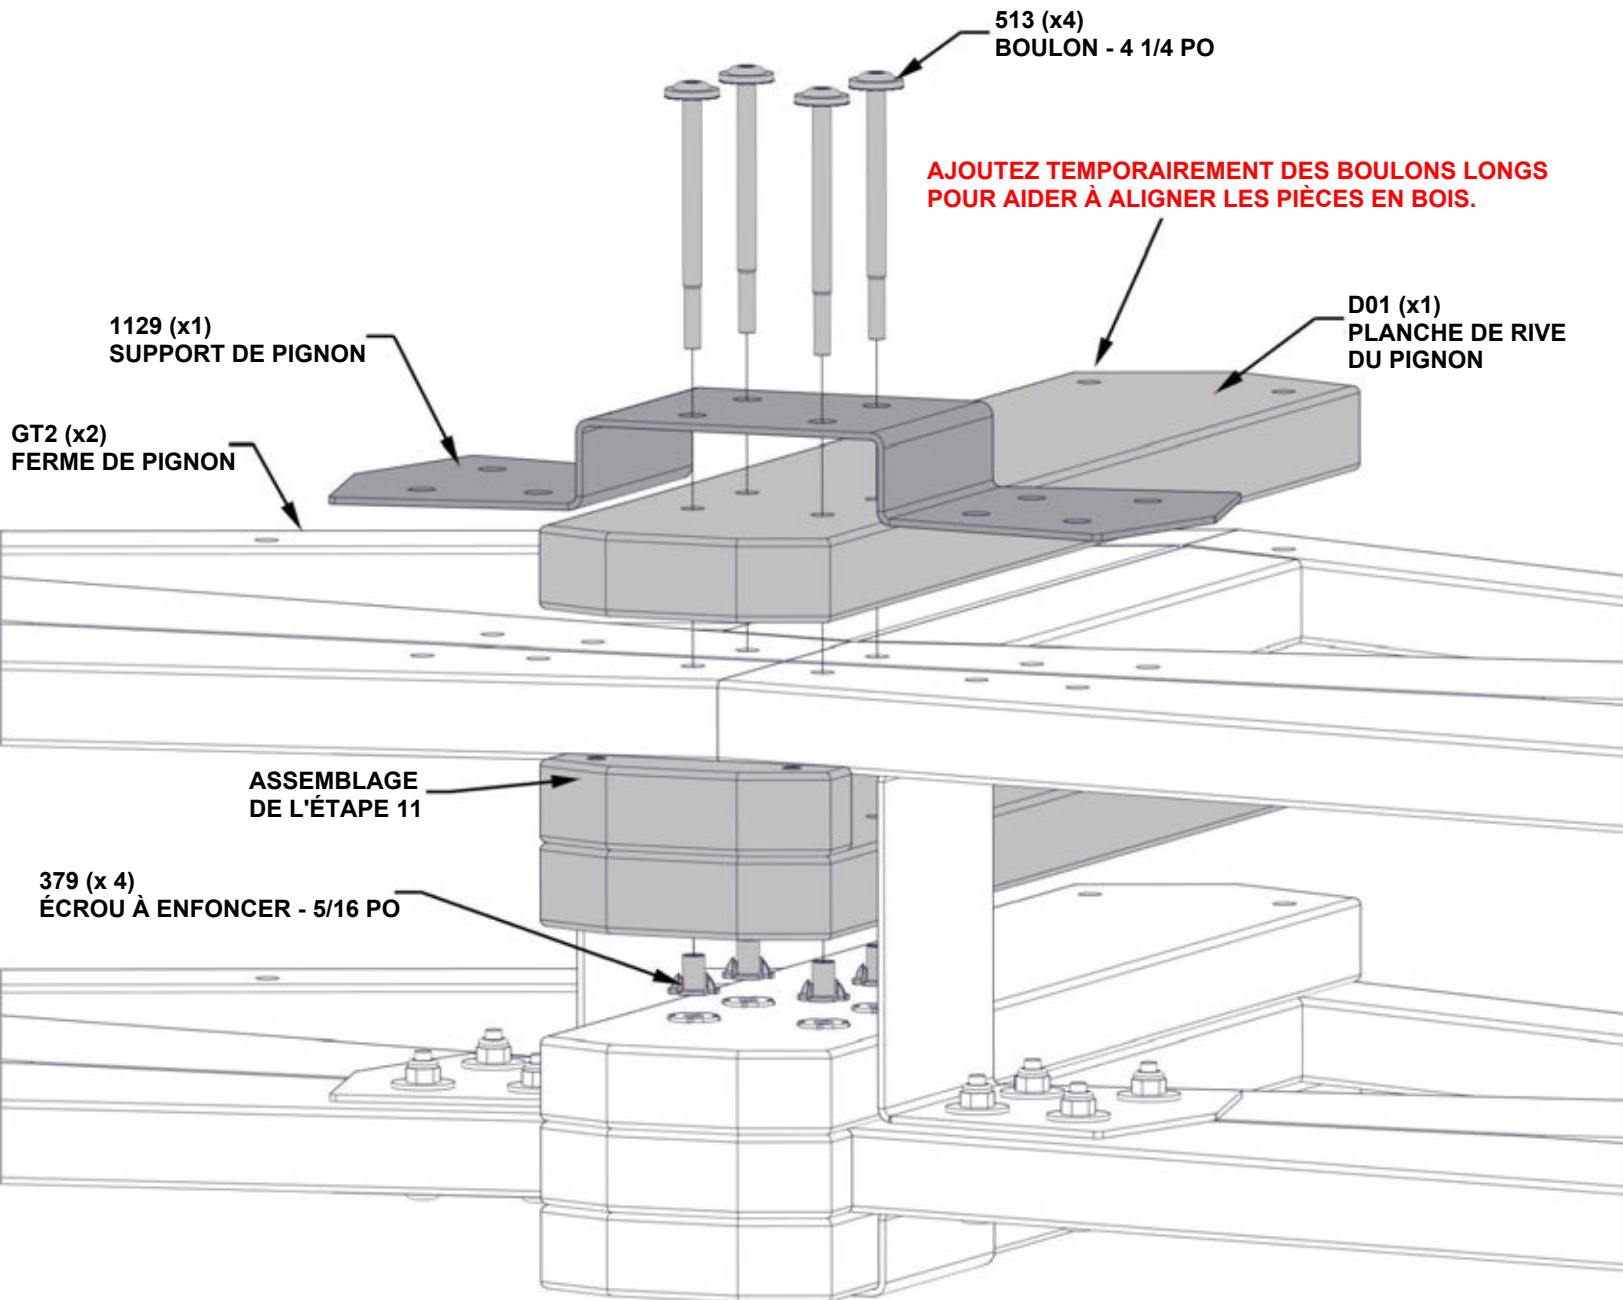 513 (x4)
BOULON - 4 1/4 PO
AJOUTEZ TEMPORAIREMENT DES BOULONS LONGS
POUR AIDER À ALIGNER LES PIÈCES EN BOIS.
D01 (x1)
PLANCHE DE RIVE
DU PIGNON
1129 (x1)
SUPPORT DE PIGNON
GT2 (x2)
FERME DE PIGNON
ASSEMBLAGE
DE L'ÉTAPE 11
379 (x 4)
ÉCROU À ENFONCER - 5/16 PO